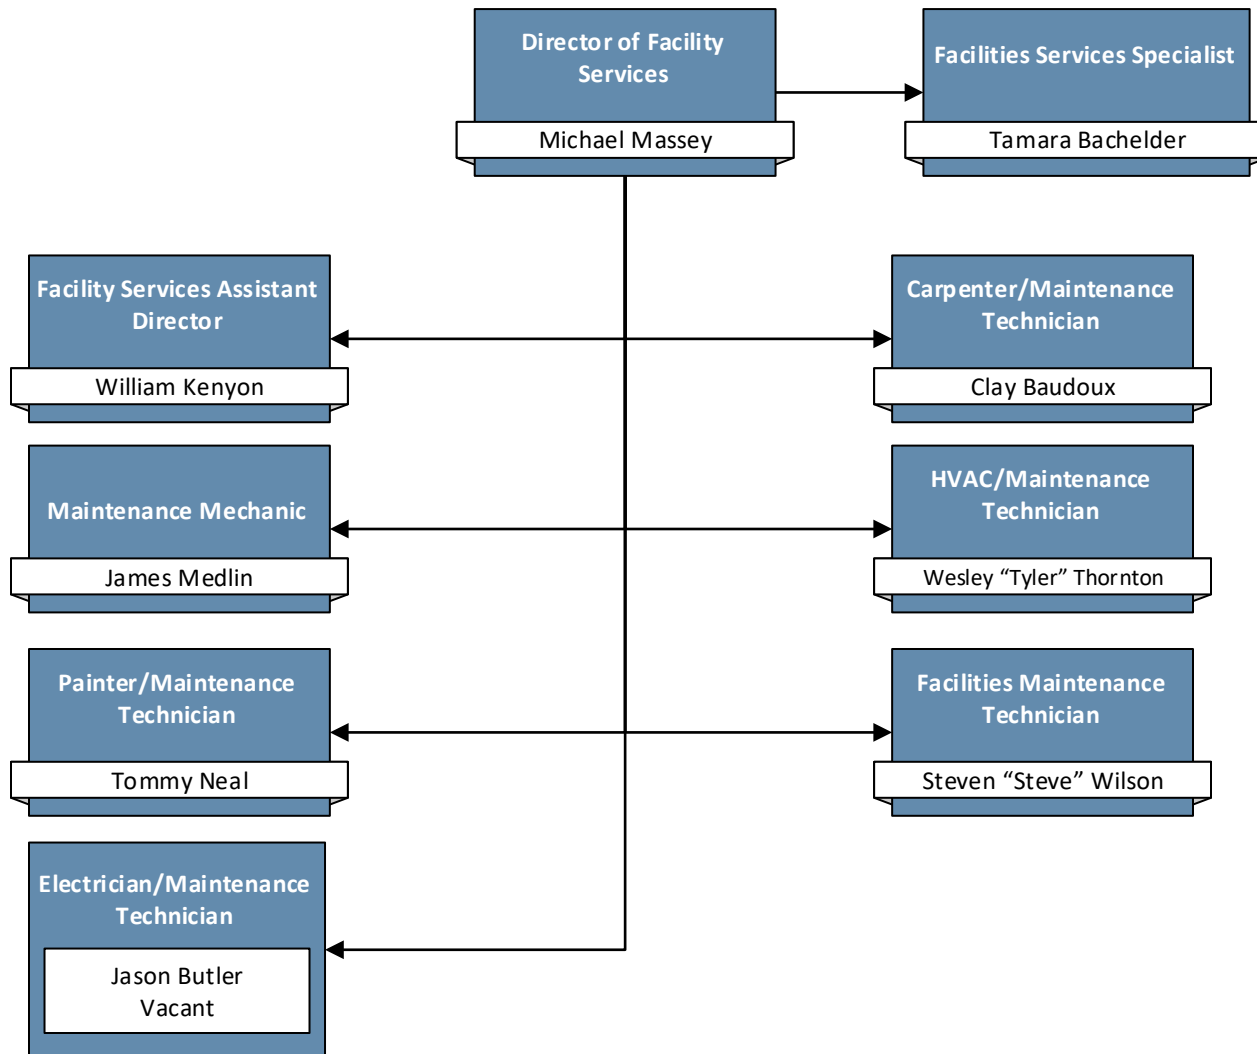 Director of Facility
Services
Michael Massey
Facilities Services Specialist
Tamara Bachelder
Facility Services Assistant
Director
William Kenyon
Carpenter/Maintenance
Technician
Clay Baudoux
Maintenance Mechanic
James Medlin
HVAC/Maintenance
Technician
Wesley “Tyler” Thornton
Painter/Maintenance
Technician
Tommy Neal
Facilities Maintenance
Technician
Steven “Steve” Wilson
Electrician/Maintenance
Technician
Jason Butler
Vacant